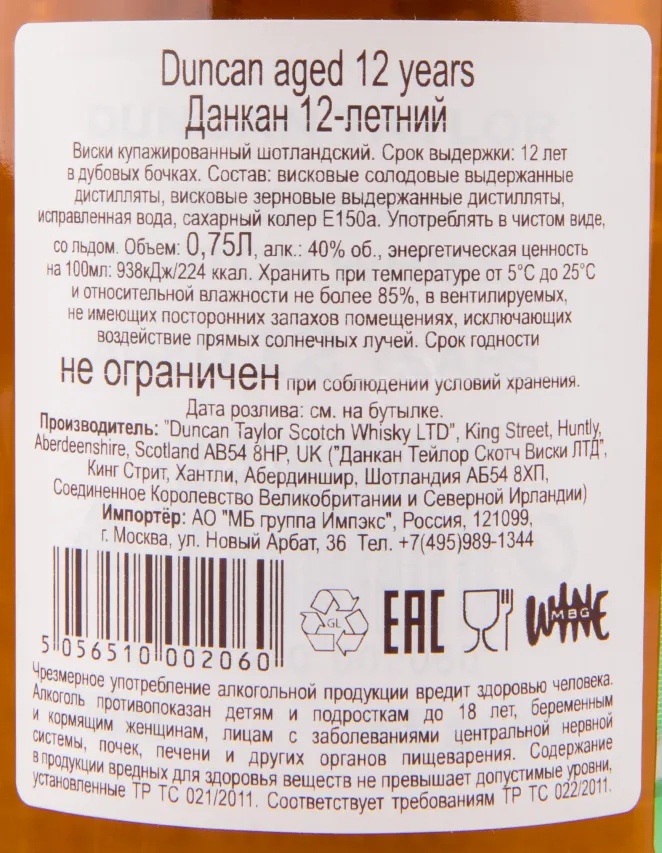 Duncan aged 12 years
Данкан 12-летний
Виски купажированный шотландский. Срок выдержки: 12 лет
в дубовых бочках. Состав: висковые солодовые выдержанные
дистилляты, висковые зерновые выдержанные дистилляты,
исправленная вода, сахарный колер Е150а. Употреблять в чистом виде,
со льдом. Объем: 0,75Л, алк.: 40% об., энергетическая ценность
на 100мл: 938кДж/224 ккал. Хранить при температуре от 5°С до 25°С
и относительной влажности не более 85%, в вентилируемых,
не имеющих посторонних запахов помещениях, исключающих
воздействие прямых солнечных лучей. Срок годности
не ограничен при соблюдении условий хранения.
Дата розлива: см. на бутылке.
Производитель: "Duncan Taylor Scotch Whisky LTD", King Street, Huntly,
Aberdeenshire, Scotland AB54 8HP, UK ("Данкан Тейлор Скотч Виски ЛТД",
Кинг Стрит, Хантли, Абердиншир, Шотландия АБ54 8ХП,
Соединенное Королевство Великобритании и Северной Ирландии)
Импортёр: АО "МБ группа Импэкс", Россия, 121099,
г. Москва, ул. Новый Арбат, 36 Тел. +7(495)989-1344
GL
EAC
WINE
MBG
5 056510 002060
Чрезмерное употребление алкогольной продукции вредит здоровью человека.
Алкоголь противопоказан детям и подросткам до 18 лет, беременным
и кормящим женщинам, лицам с заболеваниями центральной нервной
системы, почек, печени и других органов пищеварения. Содержание
в продукции вредных для здоровья веществ не превышает допустимые уровни,
установленные ТР ТС 021/2011. Соответствует требованиям ТР ТС 022/2011.